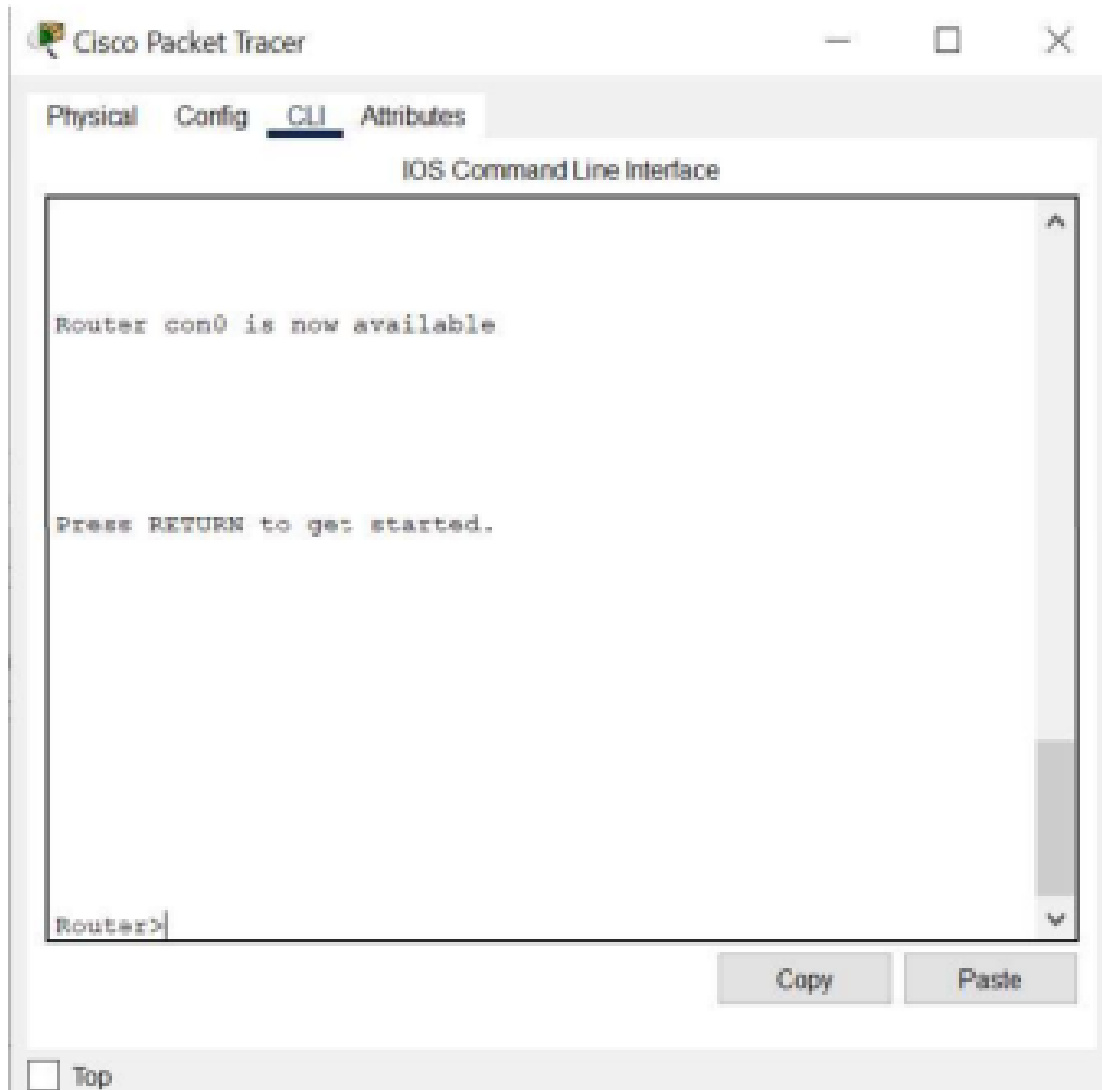 Cisco Packet Tracer
Physical Config CLI Attributes
IOS Command Line Interface
Router con0 is now available
Press RETURN to get started.
Router>
Copy Paste
Top